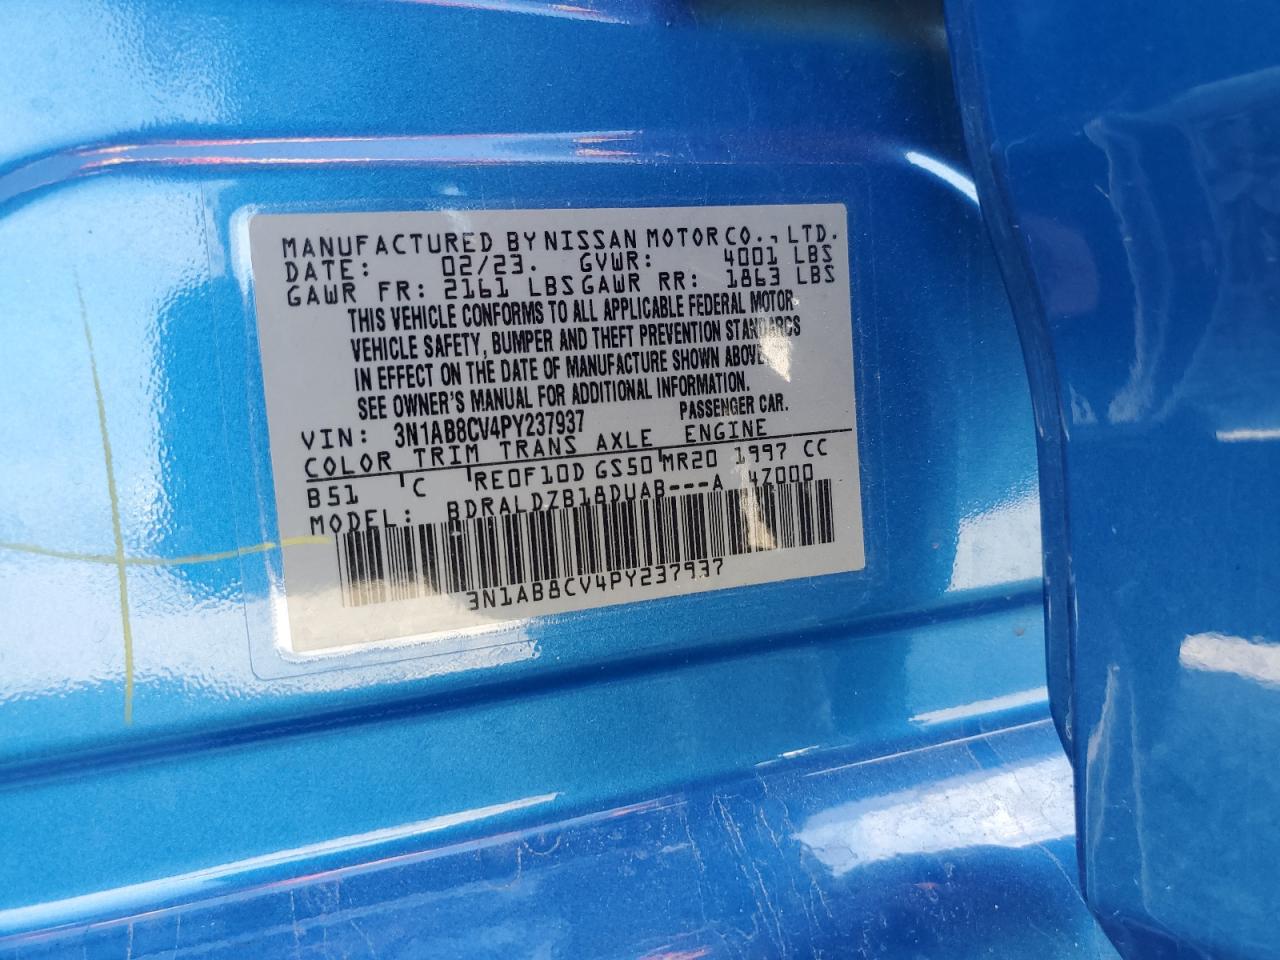 MANUFACTURED BY NISSAN MOTOR CO., LTD.
DATE: 02/23. GVWR: 4001 LBS
GAWR FR: 2161 LBS GAWR RR: 1863 LBS
THIS VEHICLE CONFORMS TO ALL APPLICABLE FEDERAL MOTOR
VEHICLE SAFETY, BUMPER AND THEFT PREVENTION STANDARDS
IN EFFECT ON THE DATE OF MANUFACTURE SHOWN ABOVE.
SEE OWNER'S MANUAL FOR ADDITIONAL INFORMATION.
VIN: 3N1AB8CV4PY237937 PASSENGER CAR.
COLOR TRIM TRANS AXLE ENGINE
B51 C RE0F10D GS50 MR20 1997 CC
MODEL: BDRALDZB18DUAB---A 4Z000
3N1AB8CV4PY237937